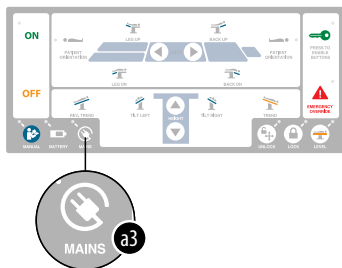 ON
LEG UP
BACK UP
PATIENT
ORIENTATION
PATIENT
ORIENTATION
PRESS TO
ENABLE
BUTTONS
LEG DN
BACK DN
OFF
EMERGENCY
OVERRIDE
REV. TREND
TILT LEFT
HEIGHT
TILT RIGHT
TREND
MANUAL
BATTERY
MAINS
UNLOCK
LOCK
LEVEL
MAINS
a3